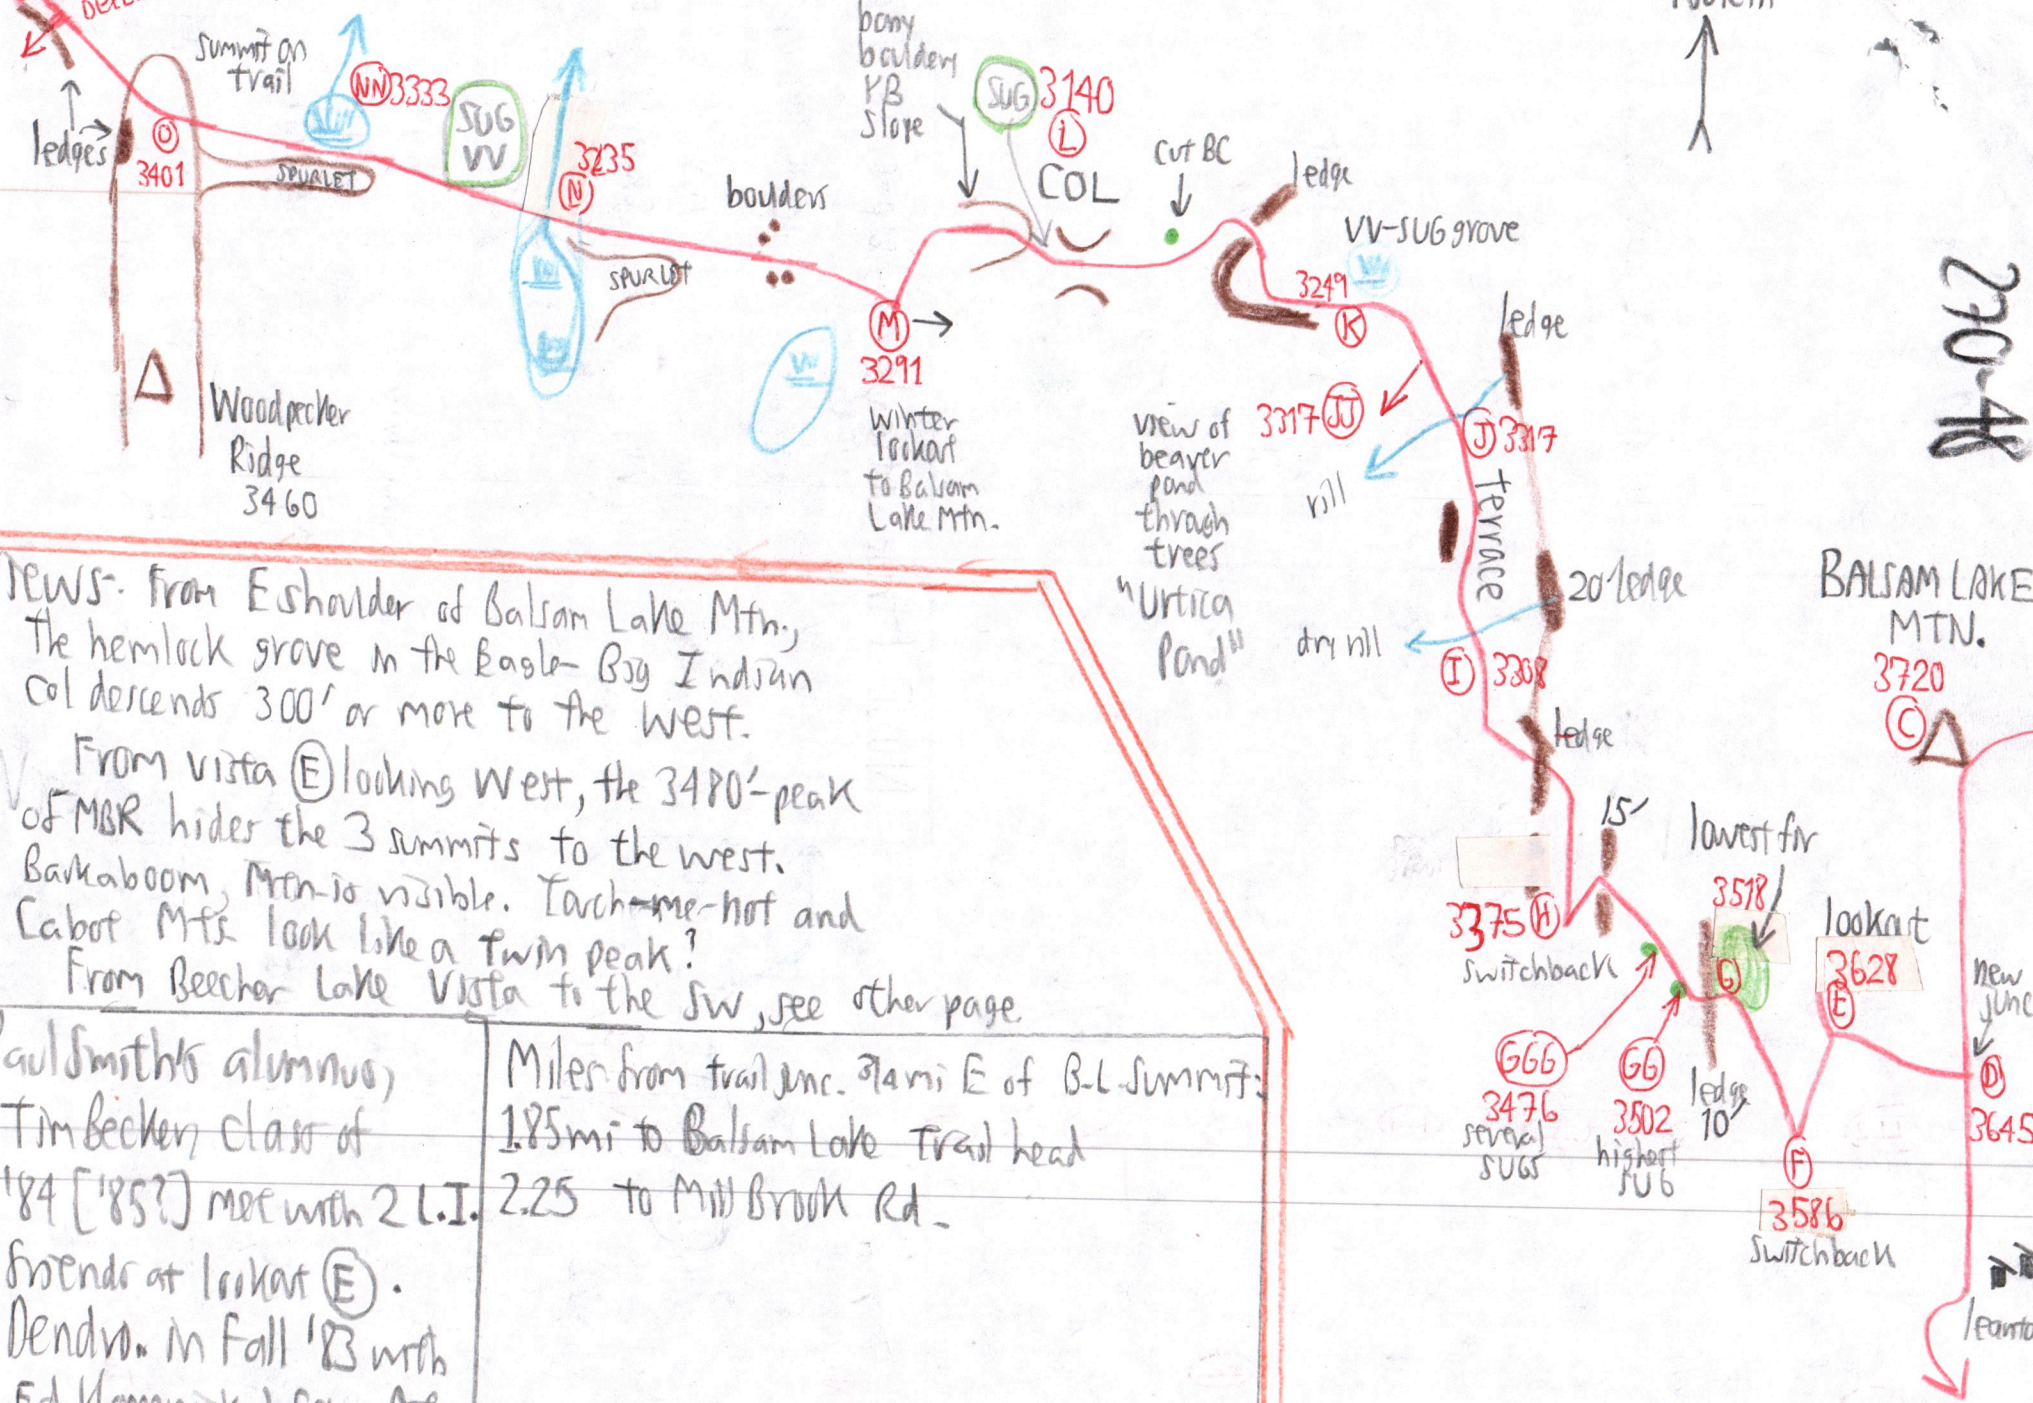 summit on
trail
NN 3333
ledges
O
3401
SPURLET
SUG
VV
3235
N
SPURLET
Woodpecker
Ridge
3460
boulders
bony
bouldery
YB
slope
SUG
3140
L
COL
cut BC
ledge
VV-SUG grove
3249
K
M
3291
winter
lookout
to Balsam
Lake Mtn.
view of
beaver
pond
through
trees
"Urtica
Pond"
3317 JJ
rill
ledge
J 3317
Terrace
20' ledge
dry rill
I 3308
ledge
270-48
BALSAM LAKE
MTN.
3720
C
15'
lowest fir
3518
G
lookout
3628
E
3375 H
switchback
new
junc
D
3645
GGG
3476
several
SUGS
GG
3502
highest
SUG
ledge
10'
F
3586
switchback
From E shoulder of Balsam Lake Mtn.,
the hemlock grove in the Eagle-Big Indian
col descends 300' or more to the west.
From vista E looking West, the 3480'-peak
of MBR hides the 3 summits to the west.
Barkaboom Mtn. is visible. Touch-me-not and
Cabot Mts. look like a twin peak?
From Beecher Lake Vista to the SW, see other page.
aul Smith's alumnus,
Tim Becker, class of
'84 ['85?] met with 2 L.I.
friends at lookout E.
Dendro. in Fall '83 with
Miles from trail junc. 3/4 mi E of B-L Summit:
1.85 mi to Balsam Lake Trail head
2.25 to Mill Brook Rd.